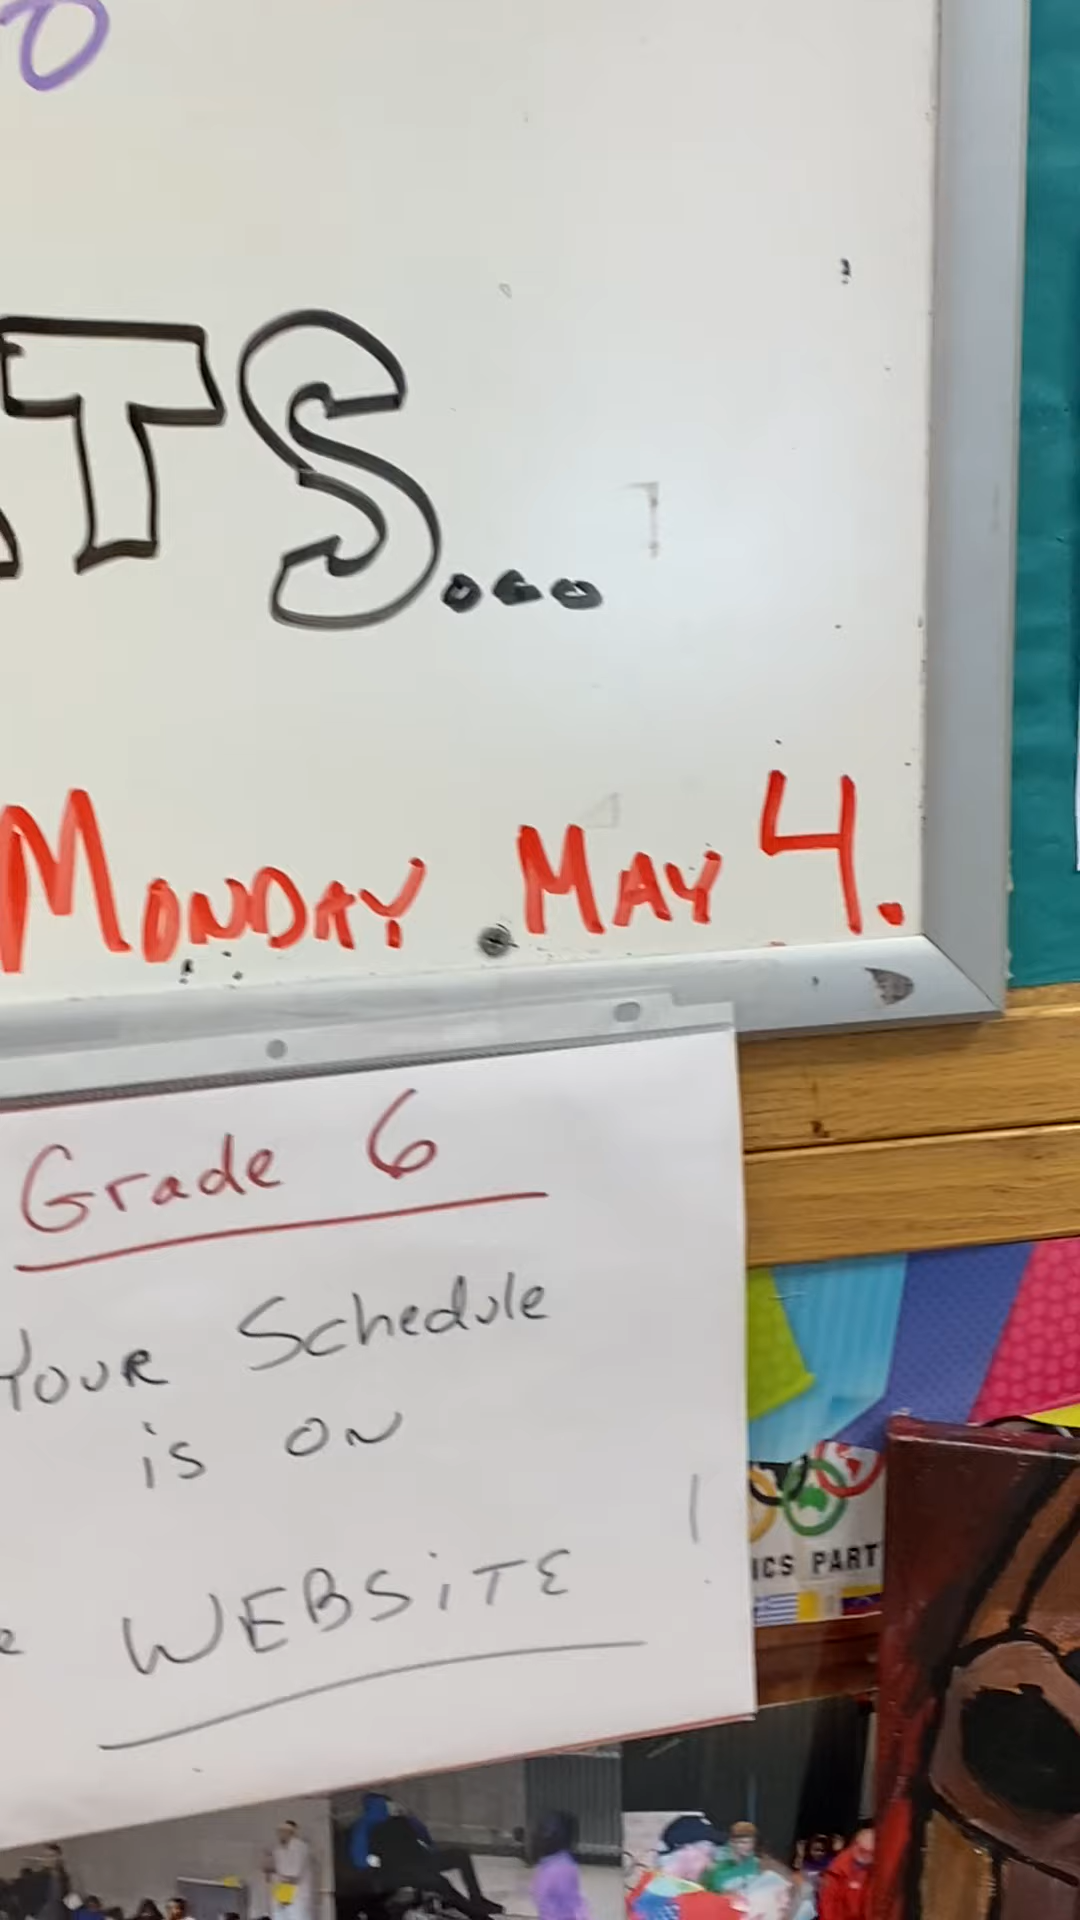 TS...
MONDAY MAY 4.
Grade 6
YOUR Schedule
is ON
WEBSiTE
ICS PART